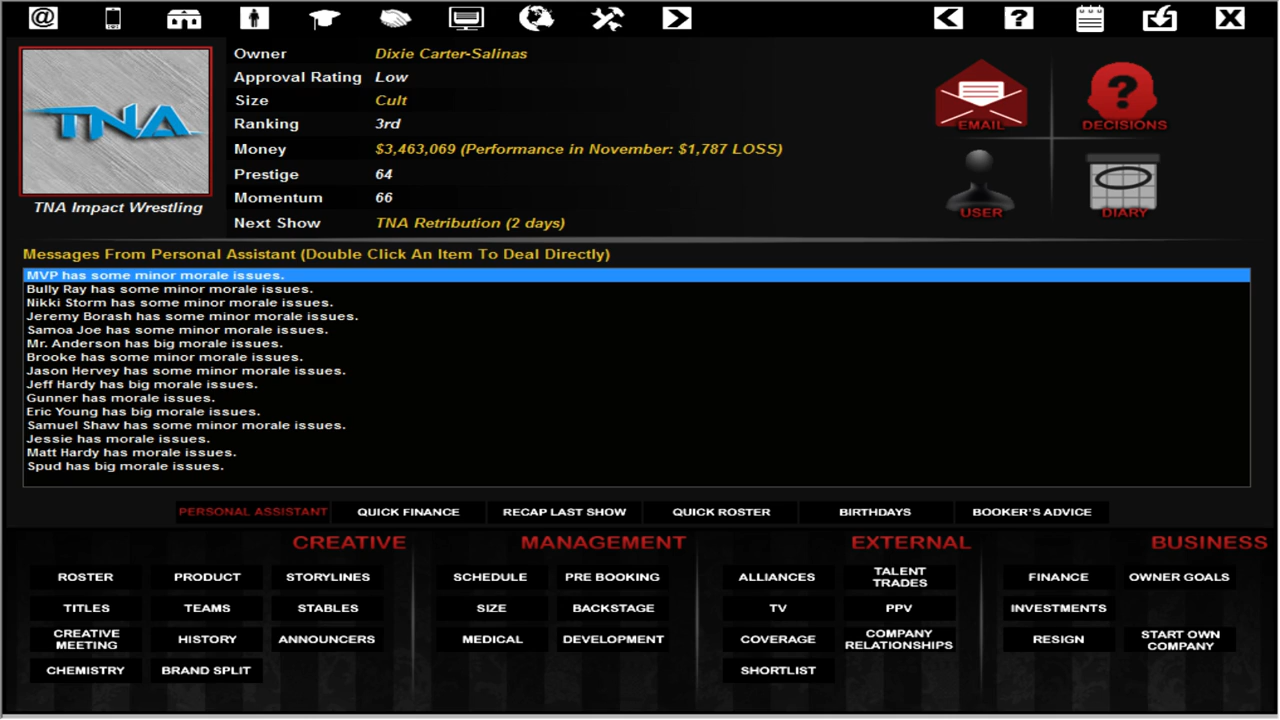 TNA
TNA Impact Wrestling
Owner Dixie Carter-Salinas
Approval Rating Low
Size Cult
Ranking 3rd
Money $3,463,069 (Performance in November: $1,787 LOSS)
Prestige 64
Momentum 66
Next Show TNA Retribution (2 days)
EMAIL
DECISIONS
USER
DIARY
Messages From Personal Assistant (Double Click An Item To Deal Directly)
MVP has some minor morale issues.
Bully Ray has some minor morale issues.
Nikki Storm has some minor morale issues.
Jeremy Borash has some minor morale issues.
Samoa Joe has some minor morale issues.
Mr. Anderson has big morale issues.
Brooke has some minor morale issues.
Jason Hervey has some minor morale issues.
Jeff Hardy has big morale issues.
Gunner has morale issues.
Eric Young has big morale issues.
Samuel Shaw has some minor morale issues.
Jessie has morale issues.
Matt Hardy has morale issues.
Spud has big morale issues.
PERSONAL ASSISTANT QUICK FINANCE RECAP LAST SHOW QUICK ROSTER BIRTHDAYS BOOKER'S ADVICE
CREATIVE
ROSTER PRODUCT STORYLINES
TITLES TEAMS STABLES
CREATIVE MEETING HISTORY ANNOUNCERS
CHEMISTRY BRAND SPLIT
MANAGEMENT
SCHEDULE PRE BOOKING
SIZE BACKSTAGE
MEDICAL DEVELOPMENT
EXTERNAL
ALLIANCES TALENT TRADES
TV PPV
COVERAGE COMPANY RELATIONSHIPS
SHORTLIST
BUSINESS
FINANCE OWNER GOALS
INVESTMENTS
RESIGN START OWN COMPANY